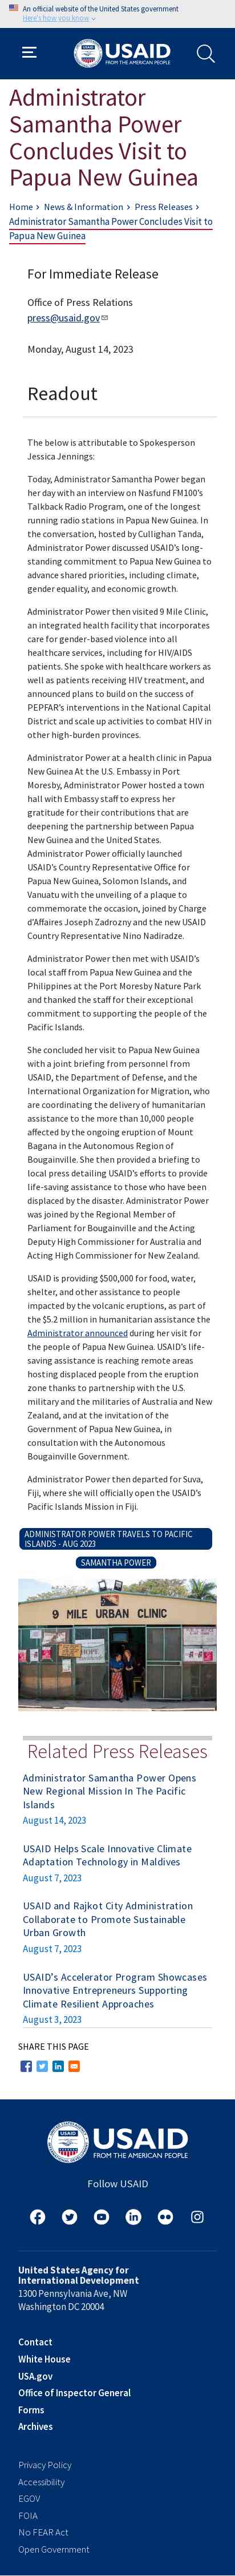 An official website of the United States government
Here's how you know
USAID
FROM THE AMERICAN PEOPLE
Administrator
Samantha Power
Concludes Visit to
Papua New Guinea
Home > News & Information > Press Releases >
Administrator Samantha Power Concludes Visit to
Papua New Guinea
For Immediate Release
Office of Press Relations
press@usaid.gov
Monday, August 14, 2023
Readout
The below is attributable to Spokesperson
Jessica Jennings:
Today, Administrator Samantha Power began
her day with an interview on Nasfund FM100’s
Talkback Radio Program, one of the longest
running radio stations in Papua New Guinea. In
the conversation, hosted by Cullighan Tanda,
Administrator Power discussed USAID’s long-
standing commitment to Papua New Guinea to
advance shared priorities, including climate,
gender equality, and economic growth.
Administrator Power then visited 9 Mile Clinic,
an integrated health facility that incorporates
care for gender-based violence into all
healthcare services, including for HIV/AIDS
patients. She spoke with healthcare workers as
well as patients receiving HIV treatment, and
announced plans to build on the success of
PEPFAR’s interventions in the National Capital
District and scale up activities to combat HIV in
other high-burden provinces.
Administrator Power at a health clinic in Papua
New Guinea At the U.S. Embassy in Port
Moresby, Administrator Power hosted a town
hall with Embassy staff to express her
gratitude for their contributions that are
deepening the partnership between Papua
New Guinea and the United States.
Administrator Power officially launched
USAID’s Country Representative Office for
Papua New Guinea, Solomon Islands, and
Vanuatu with the unveiling of a plaque to
commemorate the occasion, joined by Charge
d’Affaires Joseph Zadrozny and the new USAID
Country Representative Nino Nadiradze.
Administrator Power then met with USAID’s
local staff from Papua New Guinea and the
Philippines at the Port Moresby Nature Park
and thanked the staff for their exceptional
commitment to supporting the people of the
Pacific Islands.
She concluded her visit to Papua New Guinea
with a joint briefing from personnel from
USAID, the Department of Defense, and the
International Organization for Migration, who
are coordinating the delivery of humanitarian
assistance to the more than 10,000 people
affected by the ongoing eruption of Mount
Bagana in the Autonomous Region of
Bougainville. She then provided a briefing to
local press detailing USAID’s efforts to provide
life-saving assistance to those who have been
displaced by the disaster. Administrator Power
was joined by the Regional Member of
Parliament for Bougainville and the Acting
Deputy High Commissioner for Australia and
Acting High Commissioner for New Zealand.
USAID is providing $500,000 for food, water,
shelter, and other assistance to people
impacted by the volcanic eruptions, as part of
the $5.2 million in humanitarian assistance the
Administrator announced during her visit for
the people of Papua New Guinea. USAID’s life-
saving assistance is reaching remote areas
hosting displaced people from the eruption
zone thanks to partnership with the U.S.
military and the militaries of Australia and New
Zealand, and at the invitation of the
Government of Papua New Guinea, in
consultation with the Autonomous
Bougainville Government.
Administrator Power then departed for Suva,
Fiji, where she will officially open the USAID’s
Pacific Islands Mission in Fiji.
ADMINISTRATOR POWER TRAVELS TO PACIFIC
ISLANDS - AUG 2023
SAMANTHA POWER
9 MILE URBAN CLINIC
Related Press Releases
Administrator Samantha Power Opens
New Regional Mission In The Pacific
Islands
August 14, 2023
USAID Helps Scale Innovative Climate
Adaptation Technology in Maldives
August 7, 2023
USAID and Rajkot City Administration
Collaborate to Promote Sustainable
Urban Growth
August 7, 2023
USAID’s Accelerator Program Showcases
Innovative Entrepreneurs Supporting
Climate Resilient Approaches
August 3, 2023
SHARE THIS PAGE
USAID
FROM THE AMERICAN PEOPLE
Follow USAID
United States Agency for
International Development
1300 Pennsylvania Ave, NW
Washington DC 20004
Contact
White House
USA.gov
Office of Inspector General
Forms
Archives
Privacy Policy
Accessibility
EGOV
FOIA
No FEAR Act
Open Government